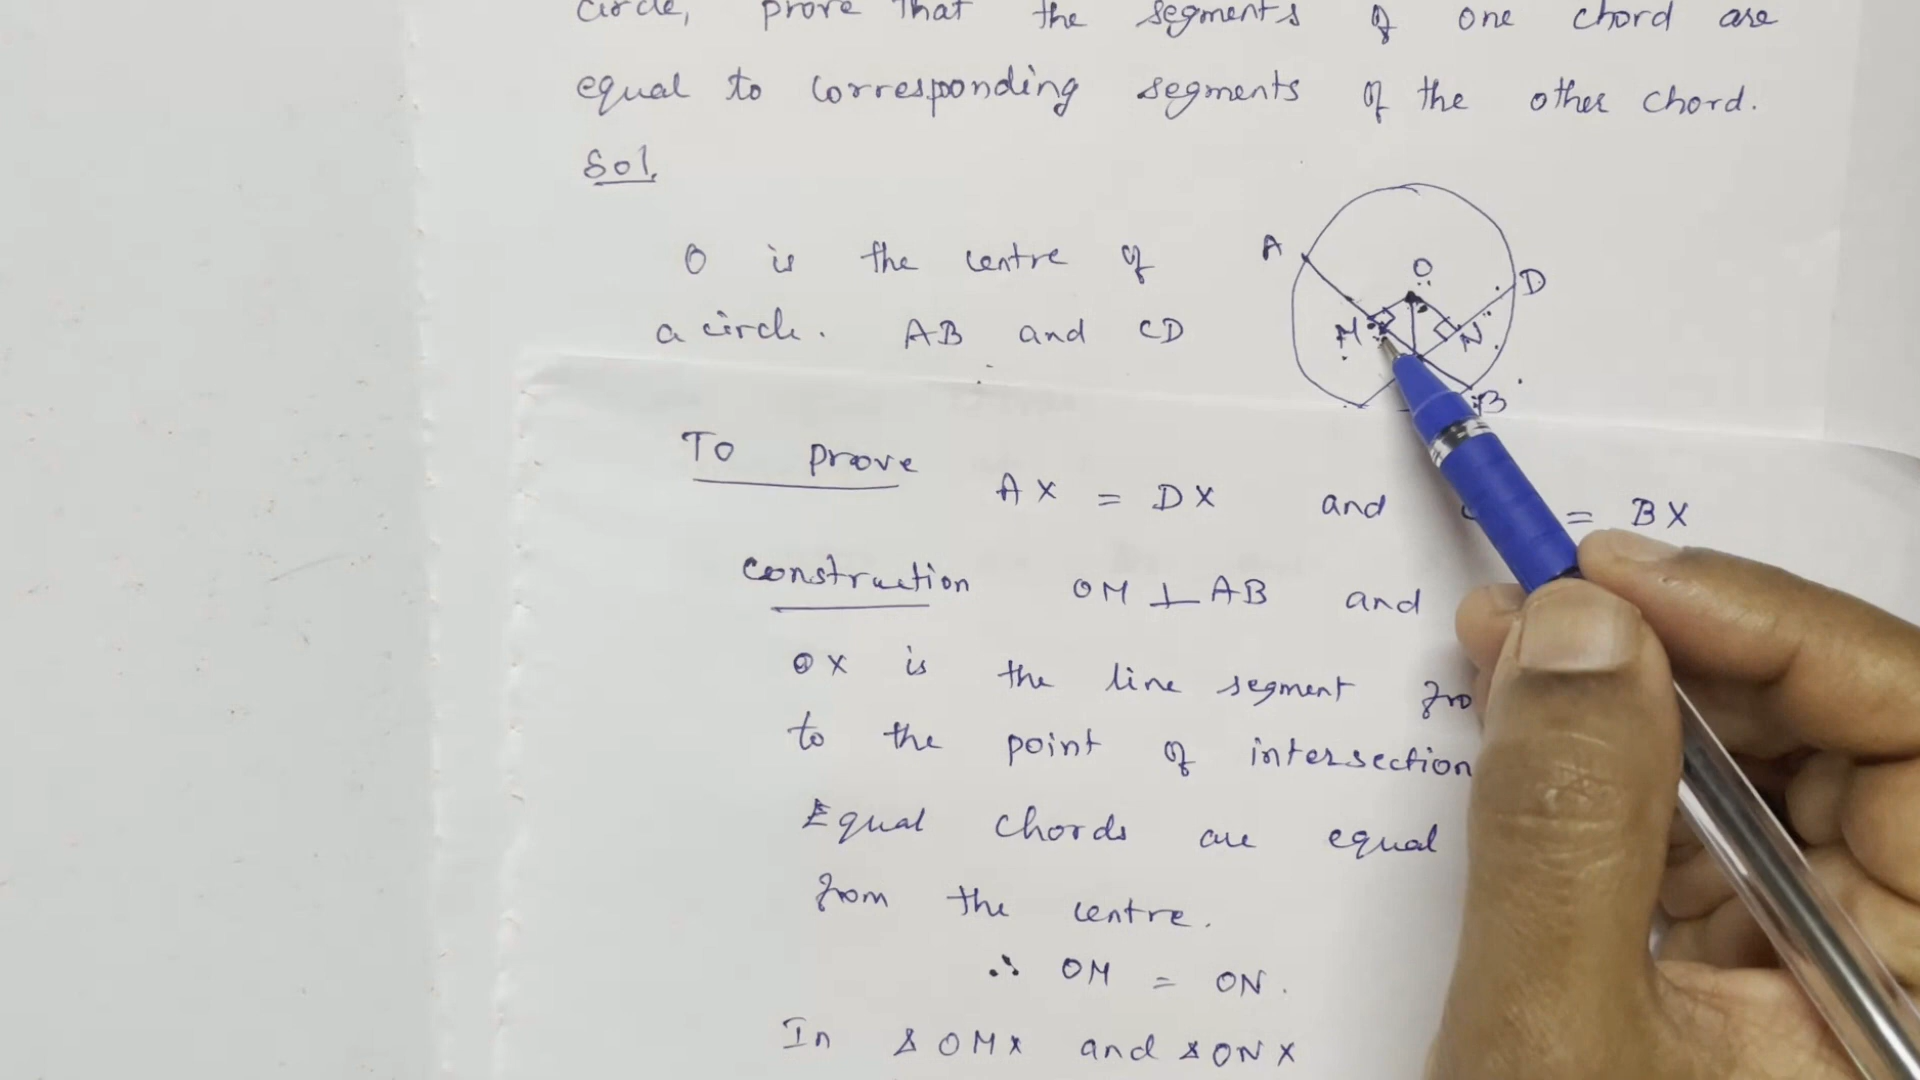 circle, prove that the segments of one chord are
equal to corresponding segments of the other chord.
Sol.
O is the centre of
a circle. AB and CD
A
O
D
M
N
B
To prove AX = DX and = BX
Construction OM ⊥ AB and
OX is the line segment fro
to the point of intersection
Equal chords are equal
from the centre.
∴ OM = ON.
In △ OMX and △ ONX